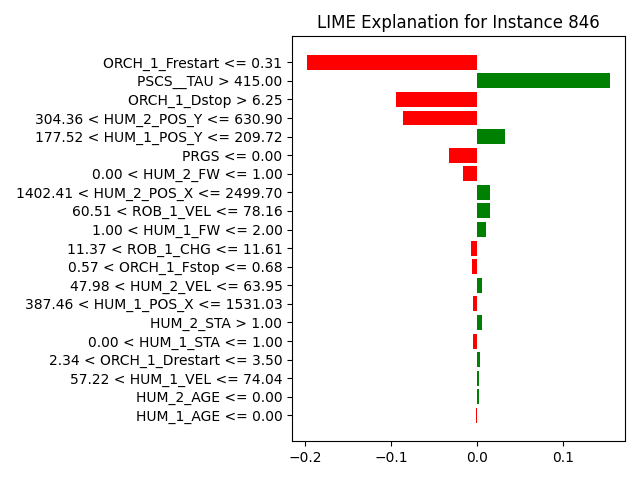 LIME Explanation for Instance 846
ORCH_1_Frestart <= 0.31
PSCS__TAU > 415.00
ORCH_1_Dstop > 6.25
304.36 < HUM_2_POS_Y <= 630.90
177.52 < HUM_1_POS_Y <= 209.72
PRGS <= 0.00
0.00 < HUM_2_FW <= 1.00
1402.41 < HUM_2_POS_X <= 2499.70
60.51 < ROB_1_VEL <= 78.16
1.00 < HUM_1_FW <= 2.00
11.37 < ROB_1_CHG <= 11.61
0.57 < ORCH_1_Fstop <= 0.68
47.98 < HUM_2_VEL <= 63.95
387.46 < HUM_1_POS_X <= 1531.03
HUM_2_STA > 1.00
0.00 < HUM_1_STA <= 1.00
2.34 < ORCH_1_Drestart <= 3.50
57.22 < HUM_1_VEL <= 74.04
HUM_2_AGE <= 0.00
HUM_1_AGE <= 0.00
−0.2 −0.1 0.0 0.1